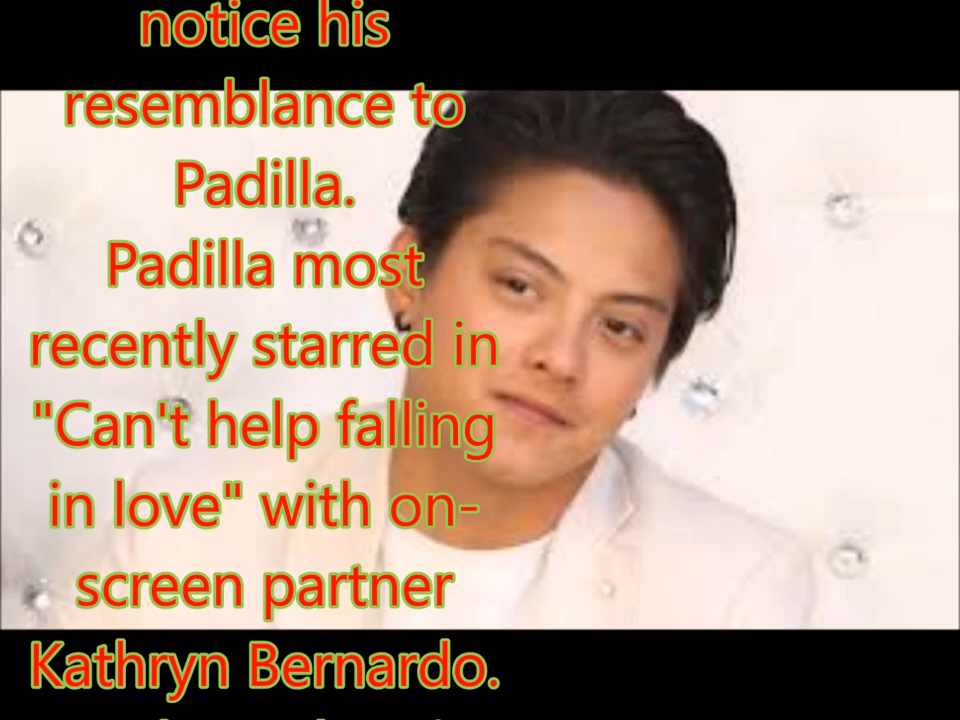 notice his
resemblance to
Padilla.
Padilla most
recently starred in
"Can't help falling
in love" with on-
screen partner
Kathryn Bernardo.